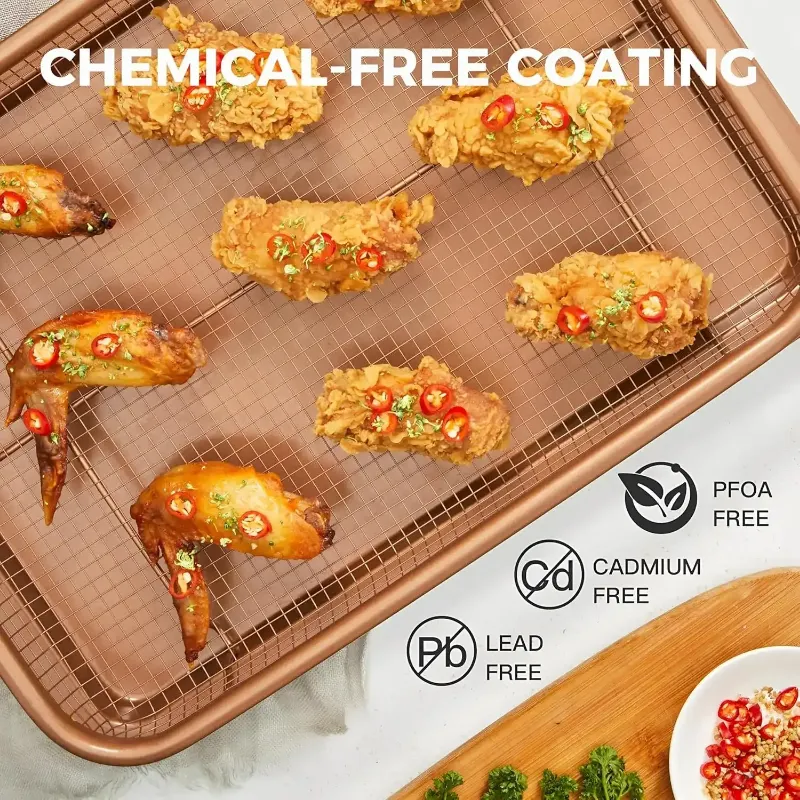 CHEMICAL-FREE COATING
PFOA
FREE
Cd
CADMIUM
FREE
Pb
LEAD
FREE